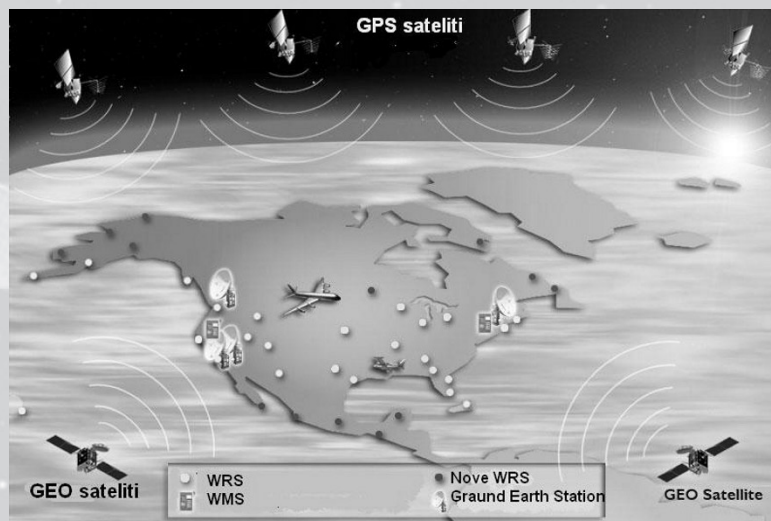 GPS sateliti
GEO sateliti
GEO Satellite
WRS
Nove WRS
WMS
Ground Earth Station